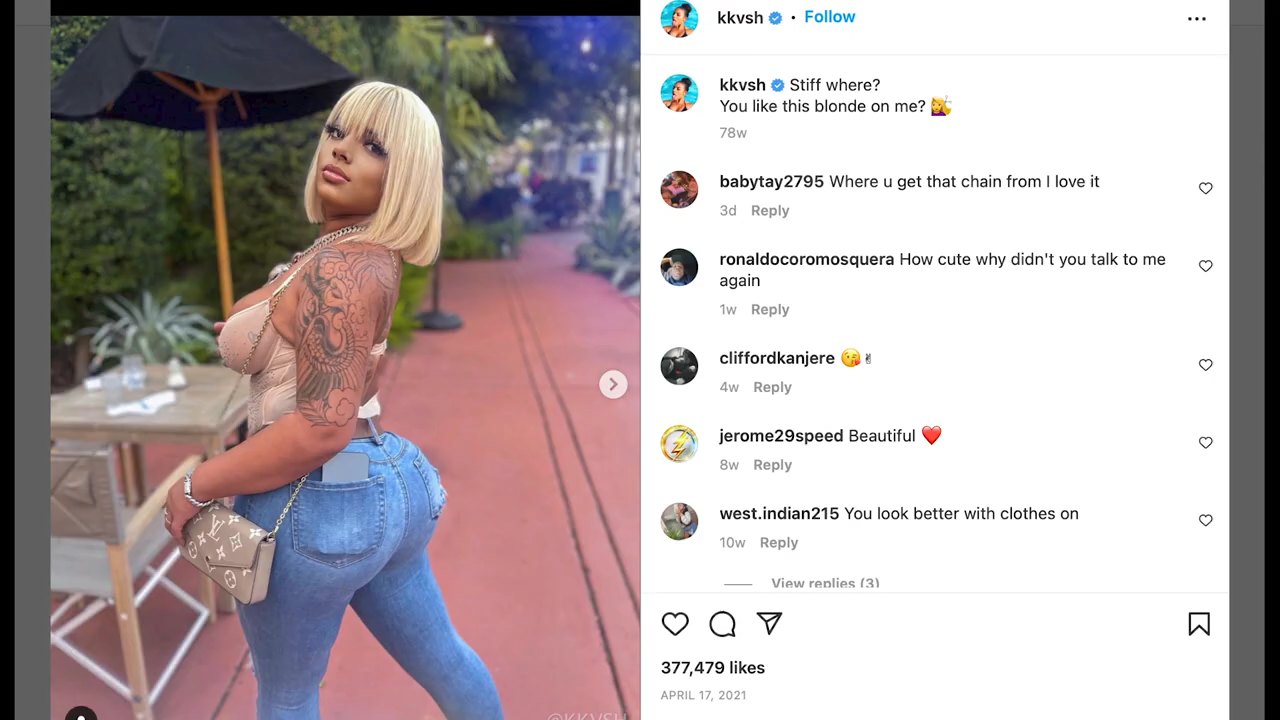 kkvsh • Follow
kkvsh Stiff where?
You like this blonde on me? 💇‍♀️
78w
babytay2795 Where u get that chain from I love it
3d Reply
ronaldocoromosquera How cute why didn't you talk to me
again
1w Reply
cliffordkanjere 😘✌
4w Reply
jerome29speed Beautiful ❤️
8w Reply
west.indian215 You look better with clothes on
10w Reply
View replies (3)
377,479 likes
APRIL 17, 2021
@KKVSH